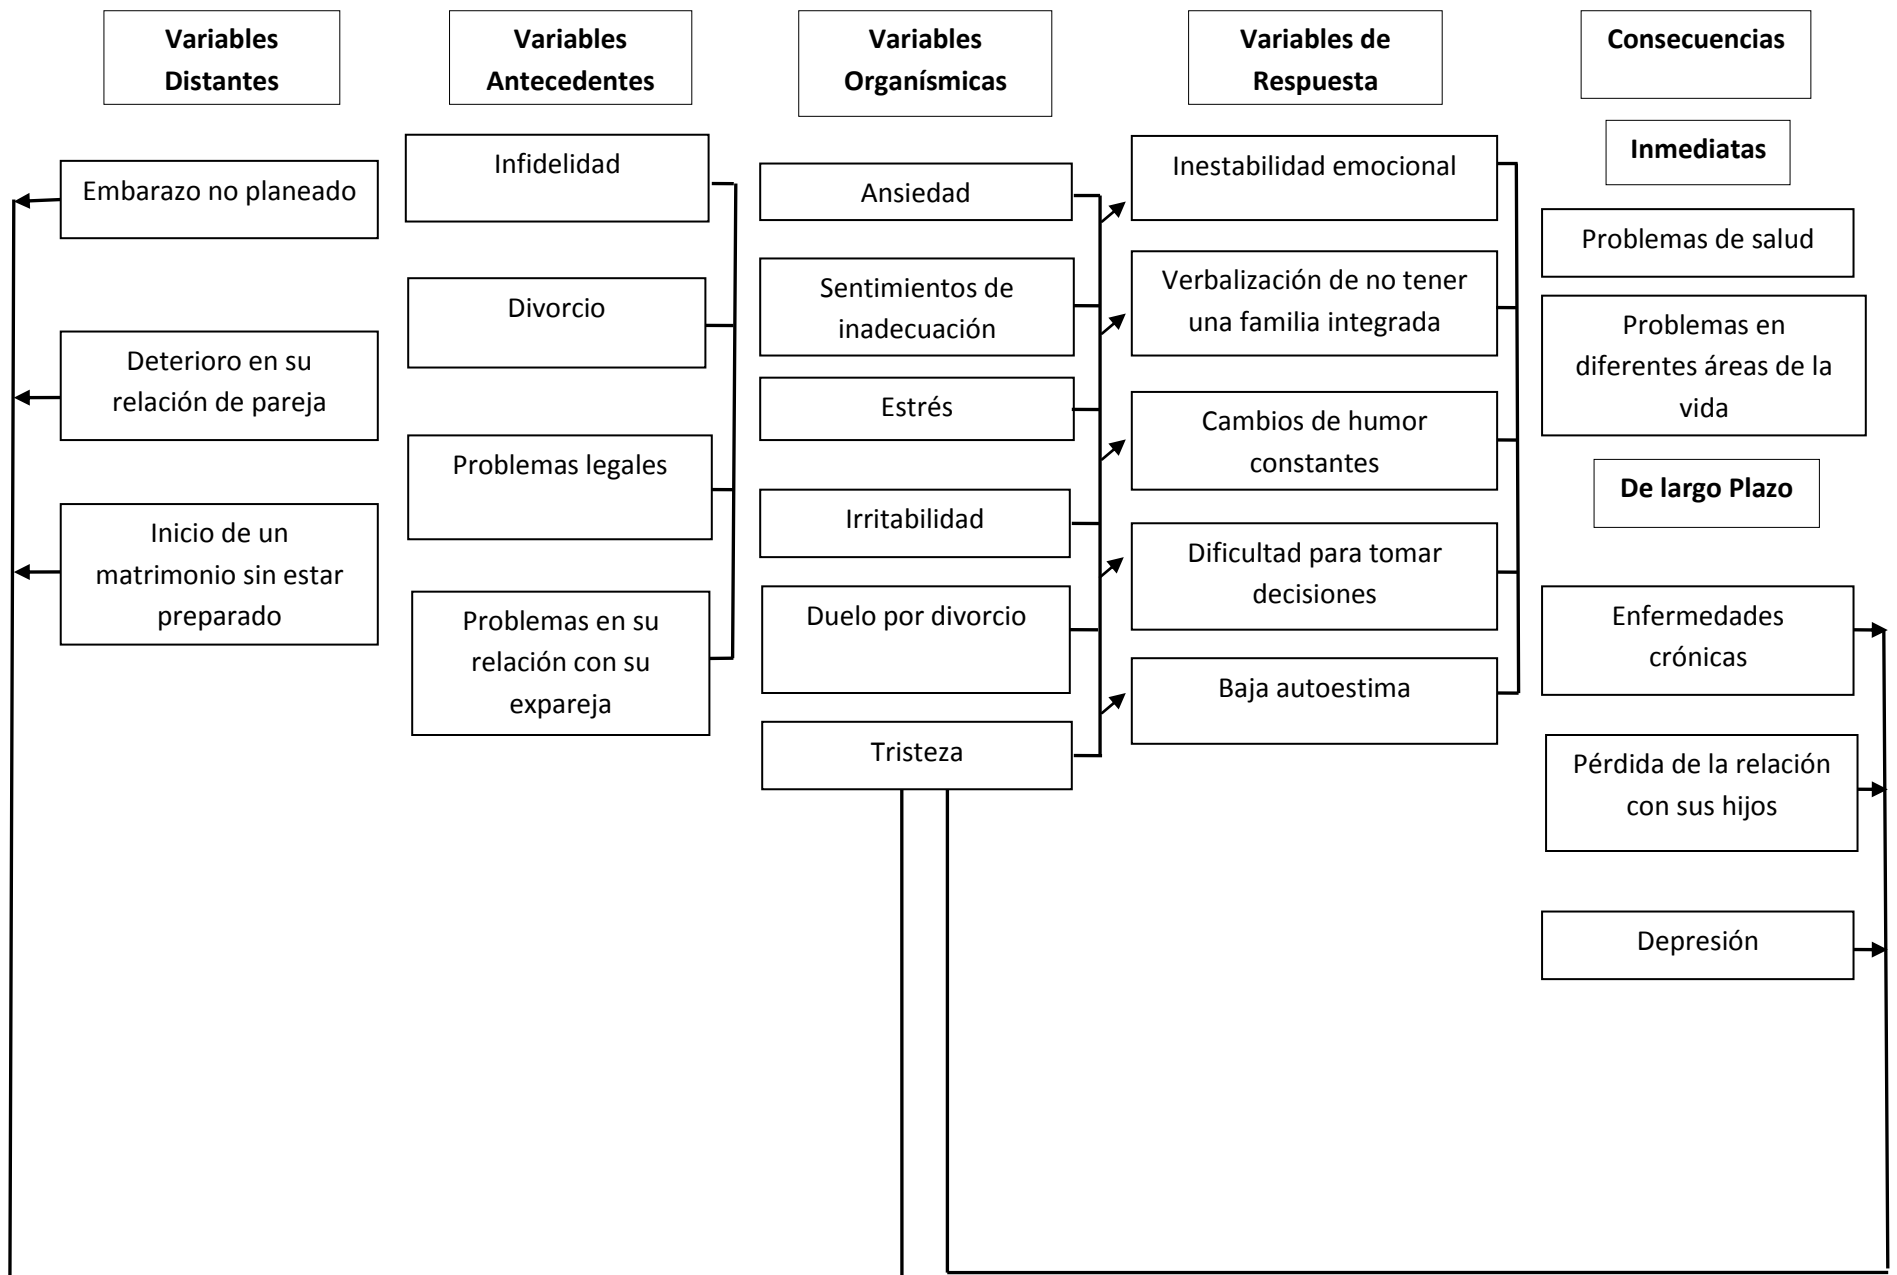 Variables
Distantes
Variables
Antecedentes
Variables
Organísmicas
Variables de
Respuesta
Consecuencias
Embarazo no planeado
Deterioro en su
relación de pareja
Inicio de un
matrimonio sin estar
preparado
Infidelidad
Divorcio
Problemas legales
Problemas en su
relación con su
expareja
Ansiedad
Sentimientos de
inadecuación
Estrés
Irritabilidad
Duelo por divorcio
Tristeza
Inestabilidad emocional
Verbalización de no tener
una familia integrada
Cambios de humor
constantes
Dificultad para tomar
decisiones
Baja autoestima
Inmediatas
Problemas de salud
Problemas en
diferentes áreas de la
vida
De largo Plazo
Enfermedades
crónicas
Pérdida de la relación
con sus hijos
Depresión